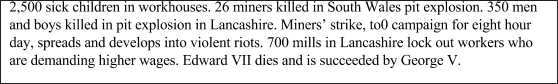 2,500 sick children in workhouses. 26 miners killed in South Wales pit explosion. 350 men
and boys killed in pit explosion in Lancashire. Miners’ strike, to0 campaign for eight hour
day, spreads and develops into violent riots. 700 mills in Lancashire lock out workers who
are demanding higher wages. Edward VII dies and is succeeded by George V.